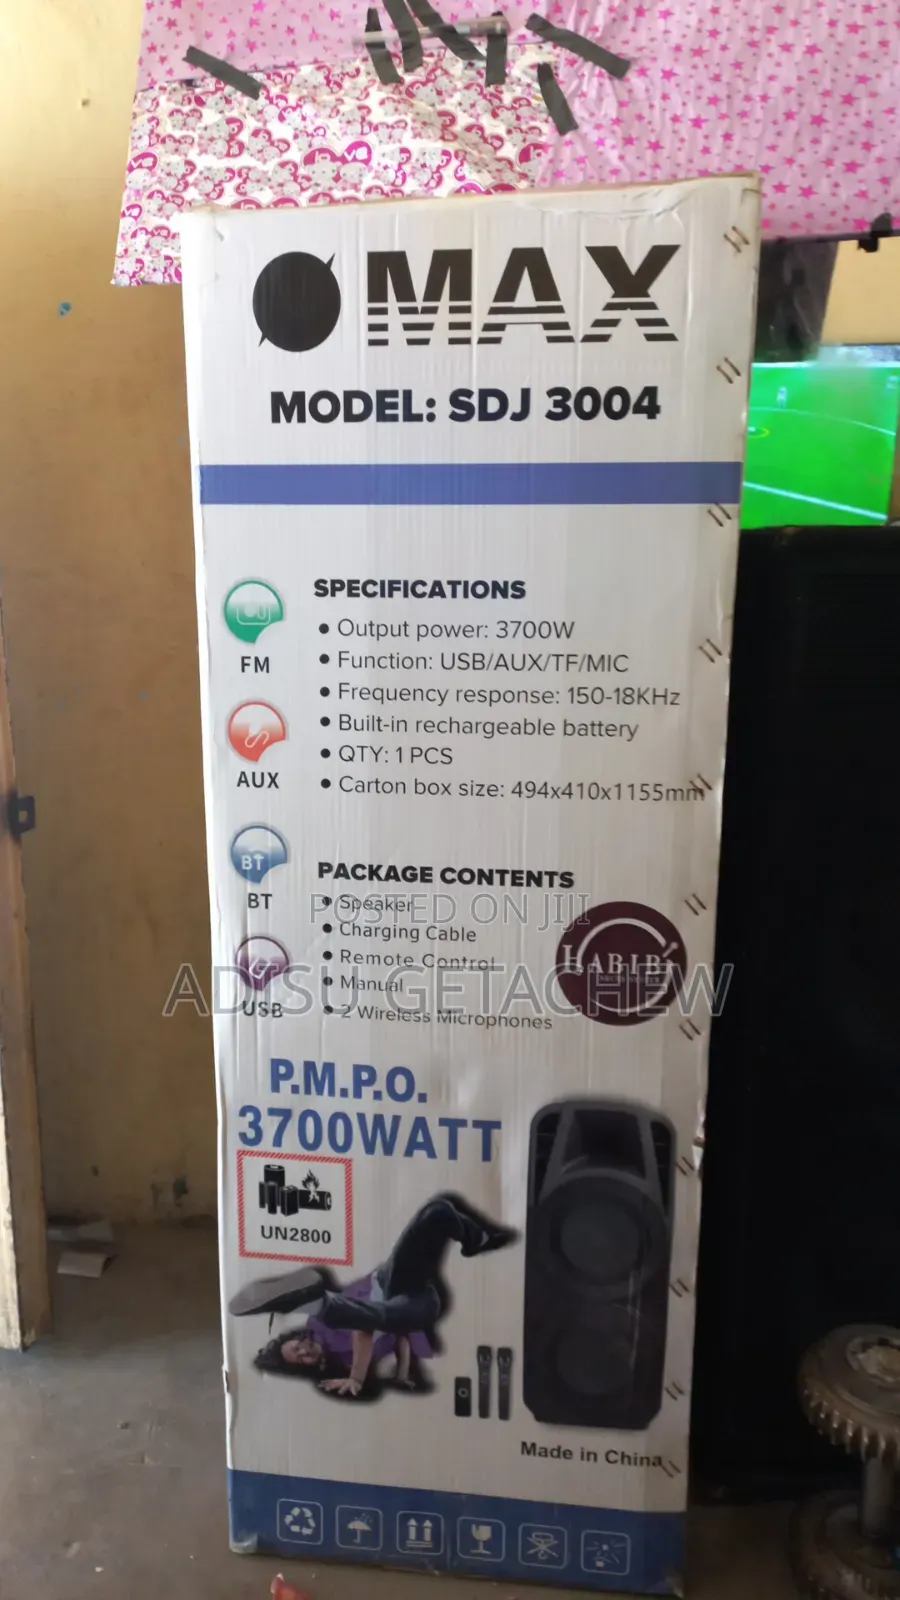 MAX
MODEL: SDJ 3004
SPECIFICATIONS
• Output power: 3700W
• Function: USB/AUX/TF/MIC
• Frequency response: 150-18KHz
• Built-in rechargeable battery
• QTY: 1 PCS
• Carton box size: 494x410x1155mm
FM
AUX
BT
BT
USB
PACKAGE CONTENTS
• Speaker
• Charging Cable
• Remote Control
• Manual
• 2 Wireless Microphones
POSTED ON JIJI
ADISU GETACHEW
HABIBI
P.M.P.O.
3700WATT
UN2800
Made in China